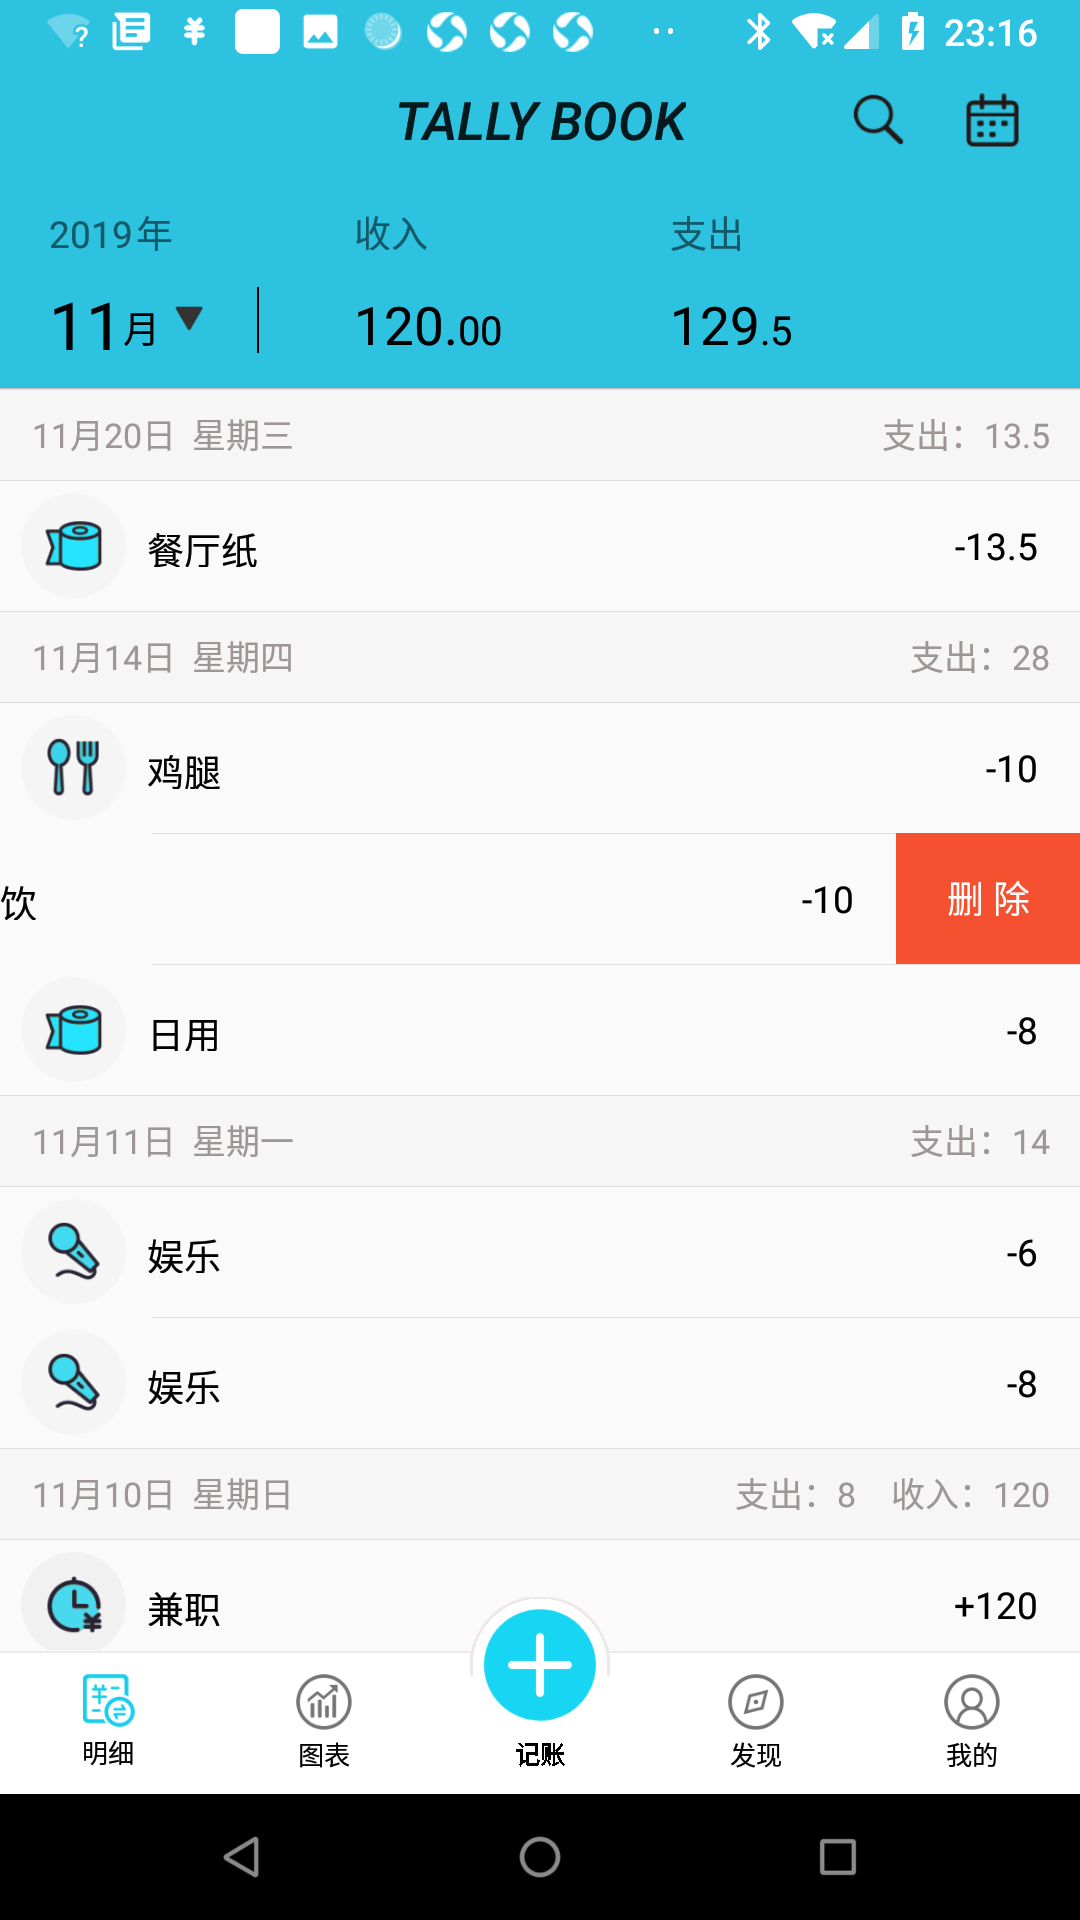 23:16
TALLY BOOK
2019年 收入 支出
11月 120.00 129.5
11月20日 星期三 支出：13.5
餐厅纸 -13.5
11月14日 星期四 支出：28
鸡腿 -10
饮 -10 删 除
日用 -8
11月11日 星期一 支出：14
娱乐 -6
娱乐 -8
11月10日 星期日 支出：8 收入：120
兼职 +120
明细 图表 记账 发现 我的